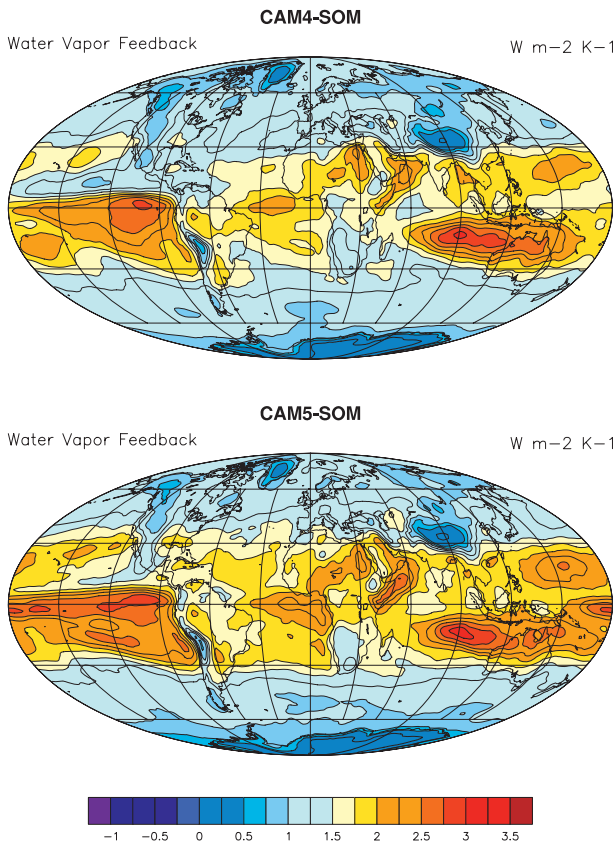 CAM4-SOM
Water Vapor Feedback W m-2 K-1
CAM5-SOM
Water Vapor Feedback W m-2 K-1
-1 -0.5 0 0.5 1 1.5 2 2.5 3 3.5